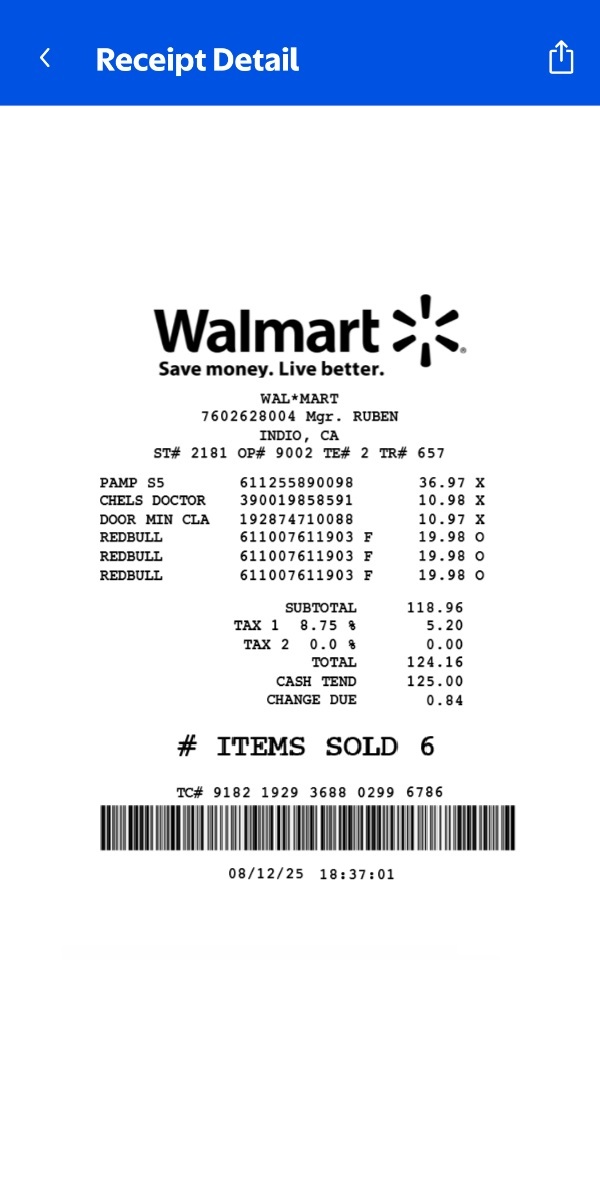 Receipt Detail
Walmart
Save money. Live better.
WAL*MART
7602628004 Mgr. RUBEN
INDIO, CA
ST# 2181 OP# 9002 TE# 2 TR# 657
PAMP S5 611255890098 36.97 X
CHELS DOCTOR 390019858591 10.98 X
DOOR MIN CLA 192874710088 10.97 X
REDBULL 611007611903 F 19.98 O
REDBULL 611007611903 F 19.98 O
REDBULL 611007611903 F 19.98 O
SUBTOTAL 118.96
TAX 1 8.75 % 5.20
TAX 2 0.0 % 0.00
TOTAL 124.16
CASH TEND 125.00
CHANGE DUE 0.84
# ITEMS SOLD 6
TC# 9182 1929 3688 0299 6786
08/12/25 18:37:01